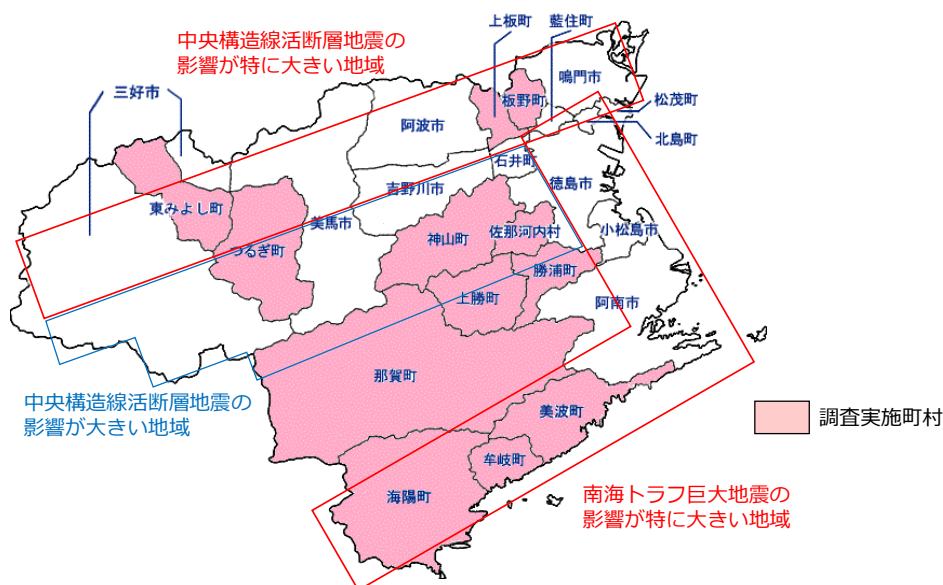 中央構造線活断層地震の
影響が特に大きい地域
上板町
藍住町
三好市
板野町
鳴門市
松茂町
阿波市
北島町
石井町
吉野川市
徳島市
東みよし町
美馬市
つるぎ町
神山町
佐那河内村
小松島市
勝浦町
上勝町
阿南市
那賀町
中央構造線活断層地震の
影響が大きい地域
美波町
調査実施町村
牟岐町
海陽町
南海トラフ巨大地震の
影響が特に大きい地域